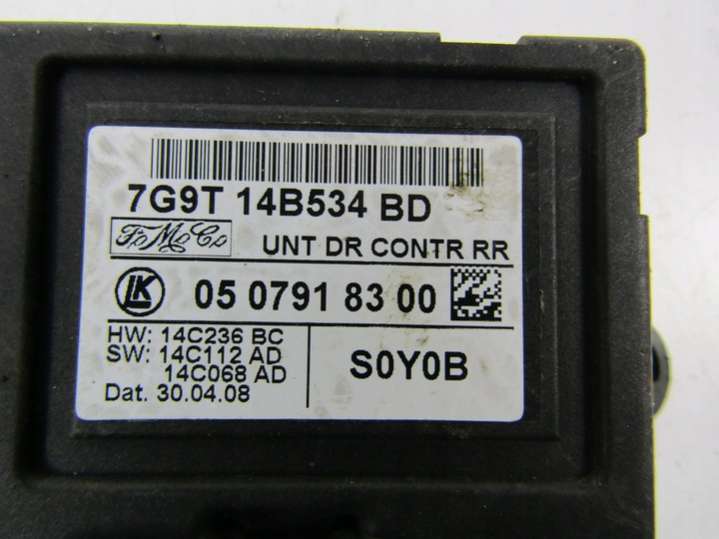 7G9T 14B534 BD
FoMoCo UNT DR CONTR RR
LK 05 0791 83 00
HW: 14C236 BC
SW: 14C112 AD
14C068 AD
Dat. 30.04.08
S0Y0B